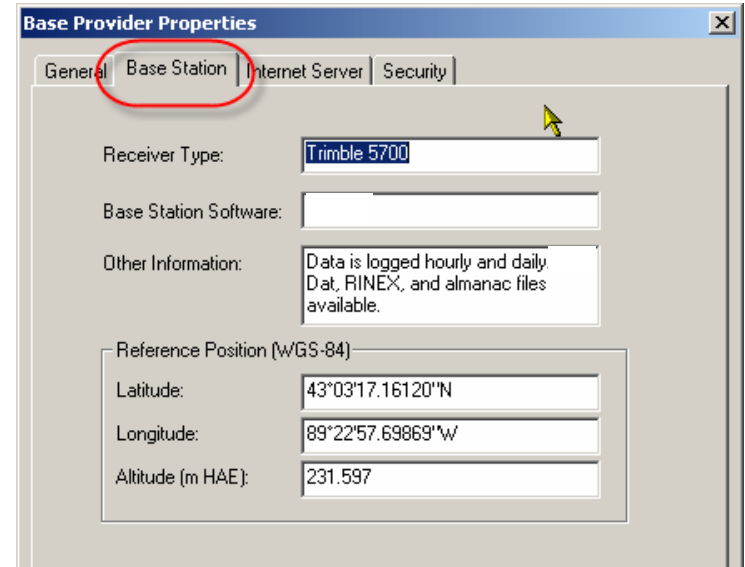 Base Provider Properties
General Base Station Internet Server Security
Receiver Type: Trimble 5700
Base Station Software:
Other Information: Data is logged hourly and daily.
Dat, RINEX, and almanac files
available.
Reference Position (WGS-84)
Latitude: 43°03'17.16120"N
Longitude: 89°22'57.69869"W
Altitude (m HAE): 231.597